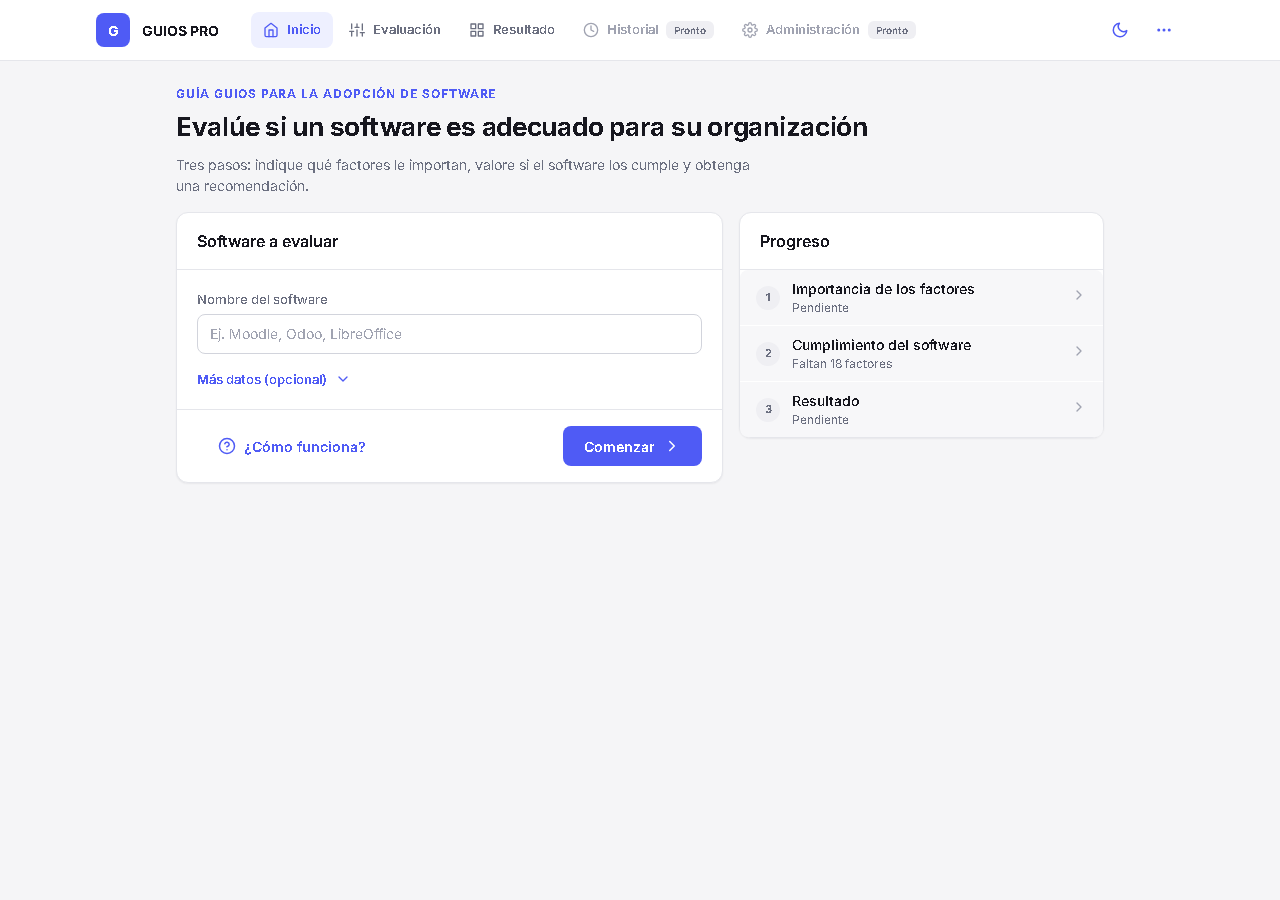 G GUIOS PRO Inicio Evaluación Resultado Historial Pronto Administración Pronto
GUÍA GUIOS PARA LA ADOPCIÓN DE SOFTWARE
Evalúe si un software es adecuado para su organización
Tres pasos: indique qué factores le importan, valore si el software los cumple y obtenga
una recomendación.
Software a evaluar
Nombre del software
Ej. Moodle, Odoo, LibreOffice
Más datos (opcional)
¿Cómo funciona?
Comenzar
Progreso
1 Importancia de los factores
Pendiente
2 Cumplimiento del software
Faltan 18 factores
3 Resultado
Pendiente